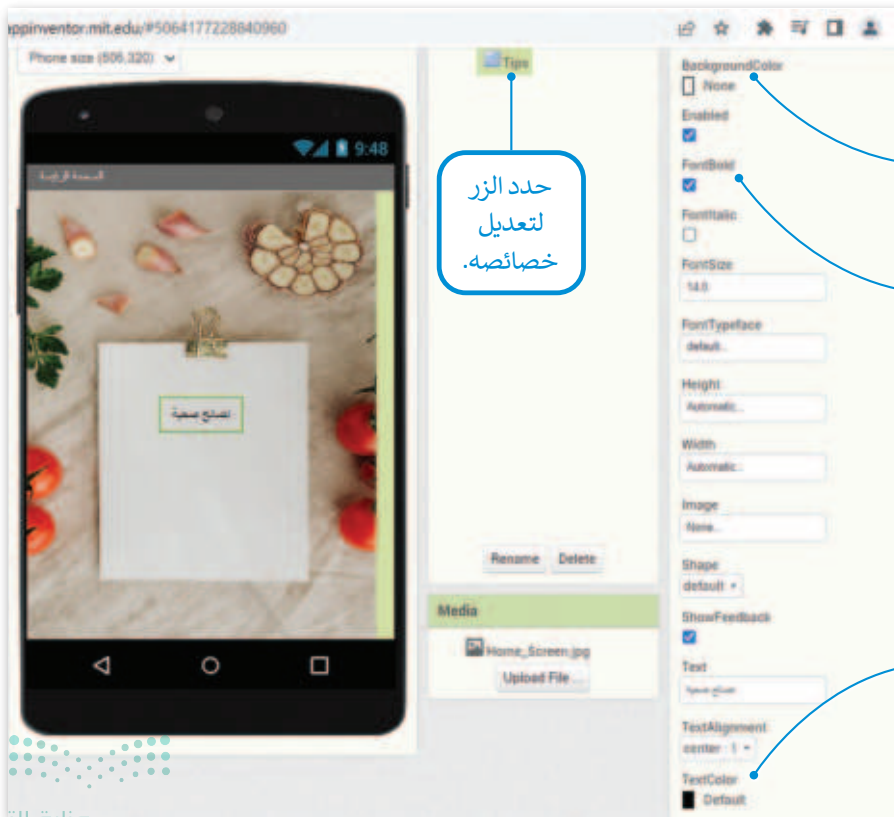 appinventor.mit.edu/#5064177228840960
Phone size (505,320)
9:48
الصفحة الرئيسة
نصائح صحية
Tips
حدد الزر
لتعديل
خصائصه.
Rename Delete
Media
Home_Screen.jpg
Upload File ...
BackgroundColor
None
Enabled
FontBold
FontItalic
FontSize
14.0
FontTypeface
default...
Height
Automatic...
Width
Automatic...
Image
None...
Shape
default
ShowFeedback
Text
نصائح صحية
TextAlignment
center : 1
TextColor
Default